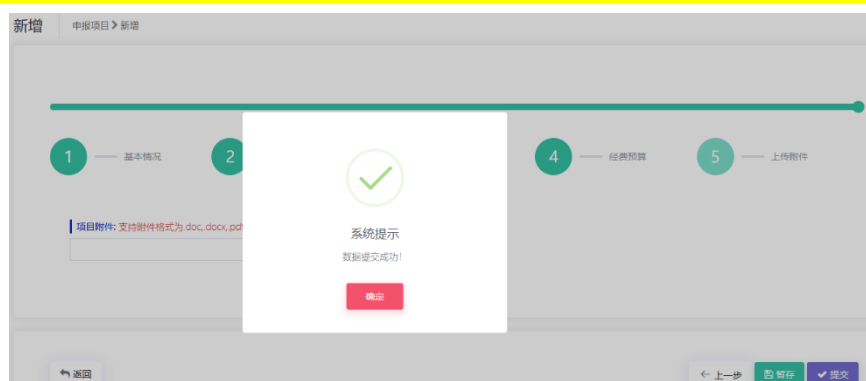 新增 申报项目 > 新增
1 基本情况 2 4 经费预算 5 上传附件
项目附件: 支持附件格式为.doc,.docx,.pdf
系统提示
数据提交成功!
确定
返回 ← 上一步 暂存 提交